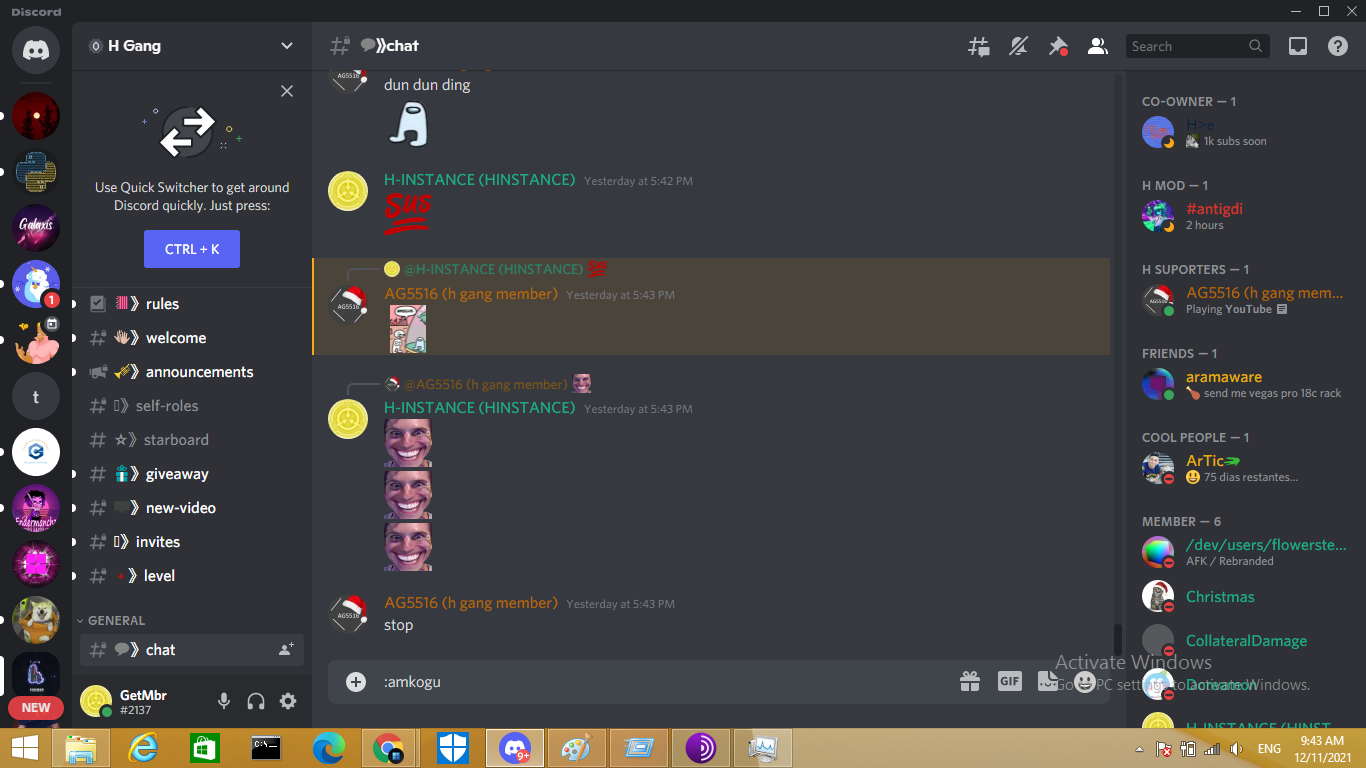 Discord
H Gang
Use Quick Switcher to get around
Discord quickly. Just press:
CTRL + K
rules
welcome
announcements
self-roles
starboard
giveaway
new-video
invites
level
GENERAL
chat
GetMbr
#2137
Galaxis
1
t
NEW
chat
Search
AG5516
dun dun ding
H-INSTANCE (HINSTANCE) Yesterday at 5:42 PM
SUS
@H-INSTANCE (HINSTANCE) SUS
AG5516 (h gang member) Yesterday at 5:43 PM
AG5516
@AG5516 (h gang member)
H-INSTANCE (HINSTANCE) Yesterday at 5:43 PM
AG5516 (h gang member) Yesterday at 5:43 PM
AG5516
stop
:amkogu
GIF
CO-OWNER — 1
H>e
1k subs soon
H MOD — 1
#antigdi
2 hours
H SUPORTERS — 1
AG5516 (h gang mem...
Playing YouTube
FRIENDS — 1
aramaware
send me vegas pro 18c rack
COOL PEOPLE — 1
ArTic
75 dias restantes...
MEMBER — 6
/dev/users/flowerste...
AFK / Rebranded
Christmas
CollateralDamage
Activate Windows
Go to PC settings to activate Windows.
Doremon
H-INSTANCE (HINST
C:\
9+
ENG
9:43 AM
12/11/2021